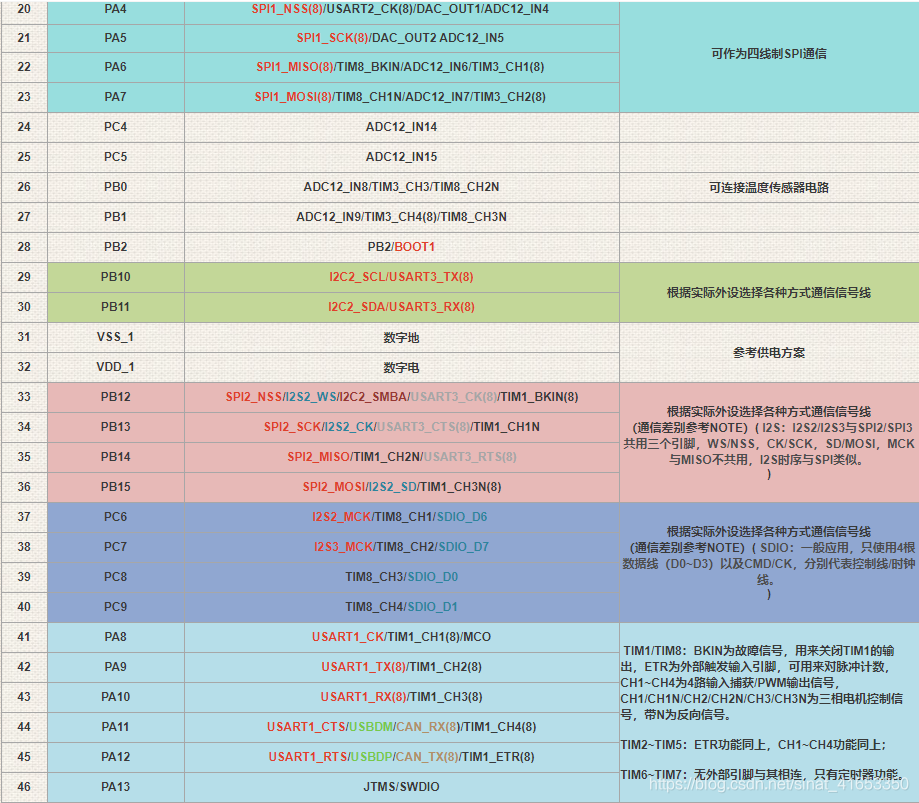 20 PA4 SPI1_NSS(8)/USART2_CK(8)/DAC_OUT1/ADC12_IN4
21 PA5 SPI1_SCK(8)/DAC_OUT2 ADC12_IN5
可作为四线制SPI通信
22 PA6 SPI1_MISO(8)/TIM8_BKIN/ADC12_IN6/TIM3_CH1(8)
23 PA7 SPI1_MOSI(8)/TIM8_CH1N/ADC12_IN7/TIM3_CH2(8)
24 PC4 ADC12_IN14
25 PC5 ADC12_IN15
26 PB0 ADC12_IN8/TIM3_CH3/TIM8_CH2N 可连接温度传感器电路
27 PB1 ADC12_IN9/TIM3_CH4(8)/TIM8_CH3N
28 PB2 PB2/BOOT1
29 PB10 I2C2_SCL/USART3_TX(8)
根据实际外设选择各种方式通信信号线
30 PB11 I2C2_SDA/USART3_RX(8)
31 VSS_1 数字地
参考供电方案
32 VDD_1 数字电
33 PB12 SPI2_NSS/I2S2_WS/I2C2_SMBA/USART3_CK(8)/TIM1_BKIN(8)
34 PB13 SPI2_SCK/I2S2_CK/USART3_CTS(8)/TIM1_CH1N
35 PB14 SPI2_MISO/TIM1_CH2N/USART3_RTS(8)
36 PB15 SPI2_MOSI/I2S2_SD/TIM1_CH3N(8)
根据实际外设选择各种方式通信信号线
(通信差别参考NOTE)（ I2S：I2S2/I2S3与SPI2/SPI3
共用三个引脚，WS/NSS，CK/SCK，SD/MOSI，MCK
与MISO不共用，I2S时序与SPI类似。
)
37 PC6 I2S2_MCK/TIM8_CH1/SDIO_D6
38 PC7 I2S3_MCK/TIM8_CH2/SDIO_D7
39 PC8 TIM8_CH3/SDIO_D0
40 PC9 TIM8_CH4/SDIO_D1
根据实际外设选择各种方式通信信号线
(通信差别参考NOTE)（ SDIO：一般应用，只使用4根
数据线（D0~D3）以及CMD/CK，分别代表控制线/时钟
线。
)
41 PA8 USART1_CK/TIM1_CH1(8)/MCO
42 PA9 USART1_TX(8)/TIM1_CH2(8)
43 PA10 USART1_RX(8)/TIM1_CH3(8)
44 PA11 USART1_CTS/USBDM/CAN_RX(8)/TIM1_CH4(8)
45 PA12 USART1_RTS/USBDP/CAN_TX(8)/TIM1_ETR(8)
46 PA13 JTMS/SWDIO
TIM1/TIM8：BKIN为故障信号，用来关闭TIM1的输
出，ETR为外部触发输入引脚，可用来对脉冲计数，
CH1~CH4为4路输入捕获/PWM输出信号，
CH1/CH1N/CH2/CH2N/CH3/CH3N为三相电机控制信
号，带N为反向信号。
TIM2~TIM5：ETR功能同上，CH1~CH4功能同上；
TIM6~TIM7：无外部引脚与其相连，只有定时器功能。
https://blog.csdn.net/sinat_41653350